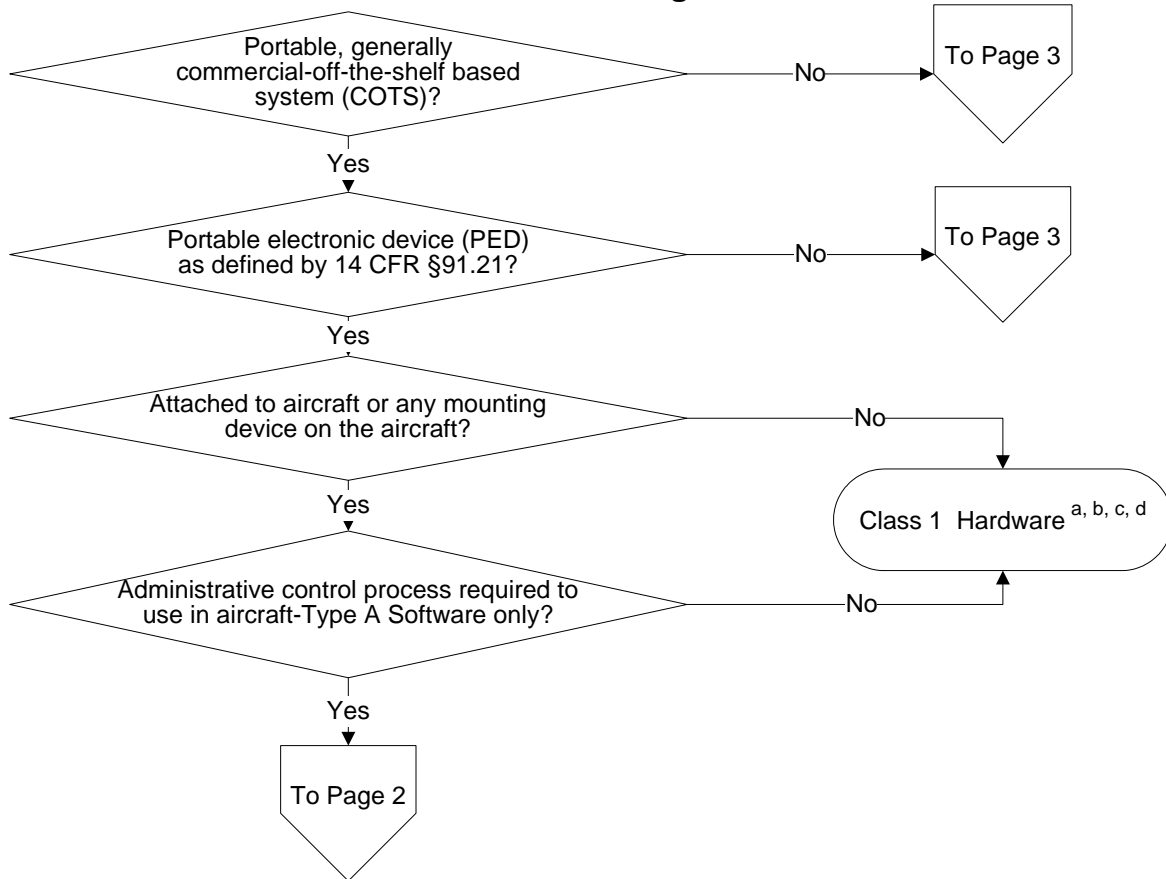 Portable, generally
commercial-off-the-shelf based
system (COTS)?
No
To Page 3
Yes
Portable electronic device (PED)
as defined by 14 CFR §91.21?
No
To Page 3
Yes
Attached to aircraft or any mounting
device on the aircraft?
No
Yes
Class 1 Hardware a, b, c, d
Administrative control process required to
use in aircraft-Type A Software only?
No
Yes
To Page 2